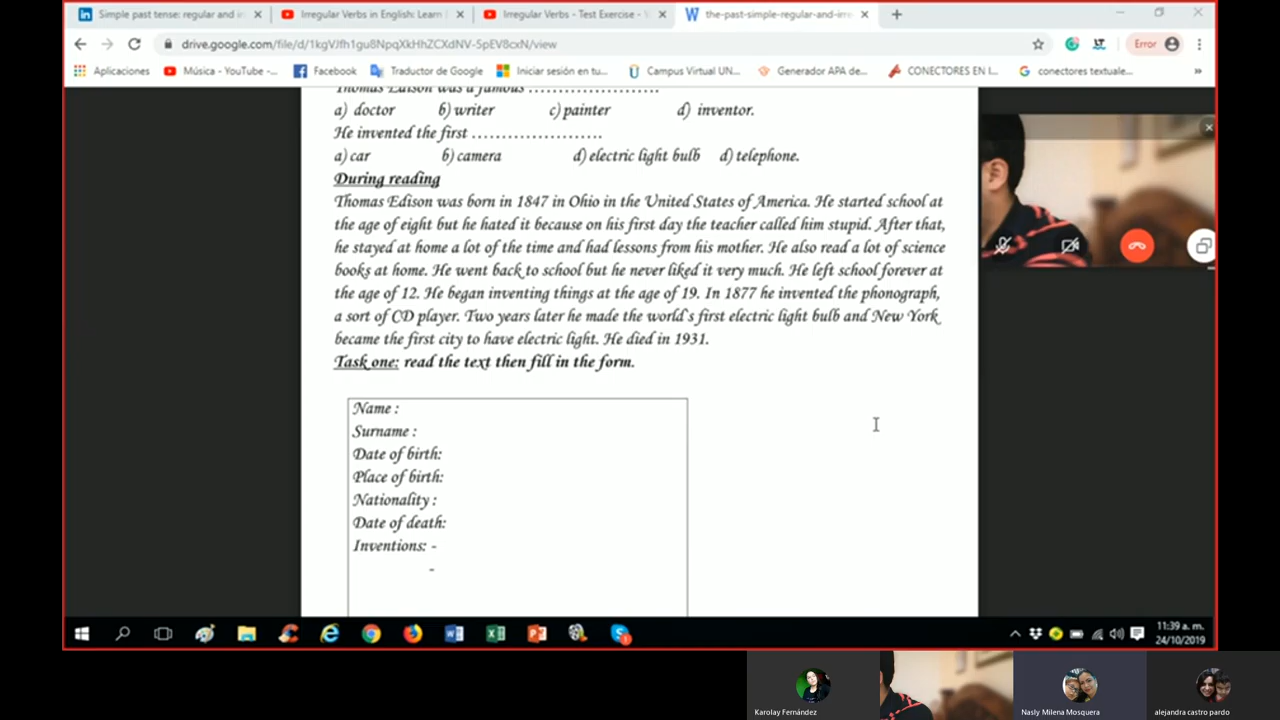 Simple past tense: regular and in
Irregular Verbs in English: Learn
Irregular Verbs - Test Exercise -
the-past-simple-regular-and-irre
drive.google.com/file/d/1kgVJfh1gu8NpqXkHhZCXdNV-5pEV8cxN/view
Error
Aplicaciones
Música - YouTube -...
Facebook
Traductor de Google
Iniciar sesión en tu...
Campus Virtual UN...
Generador APA de...
CONECTORES EN I...
conectores textuale...
»
Thomas Edison was a famous ......................
a) doctor b) writer c) painter d) inventor.
He invented the first ......................
a) car b) camera d) electric light bulb d) telephone.
During reading
Thomas Edison was born in 1847 in Ohio in the United States of America. He started school at
the age of eight but he hated it because on his first day the teacher called him stupid. After that,
he stayed at home a lot of the time and had lessons from his mother. He also read a lot of science
books at home. He went back to school but he never liked it very much. He left school forever at
the age of 12. He began inventing things at the age of 19. In 1877 he invented the phonograph,
a sort of CD player. Two years later he made the world's first electric light bulb and New York
became the first city to have electric light. He died in 1931.
Task one: read the text then fill in the form.
Name :
Surname :
Date of birth:
Place of birth:
Nationality :
Date of death:
Inventions: -
-
11:39 a. m.
24/10/2019
Karolay Fernández
Nasly Milena Mosquera
alejandra castro pardo